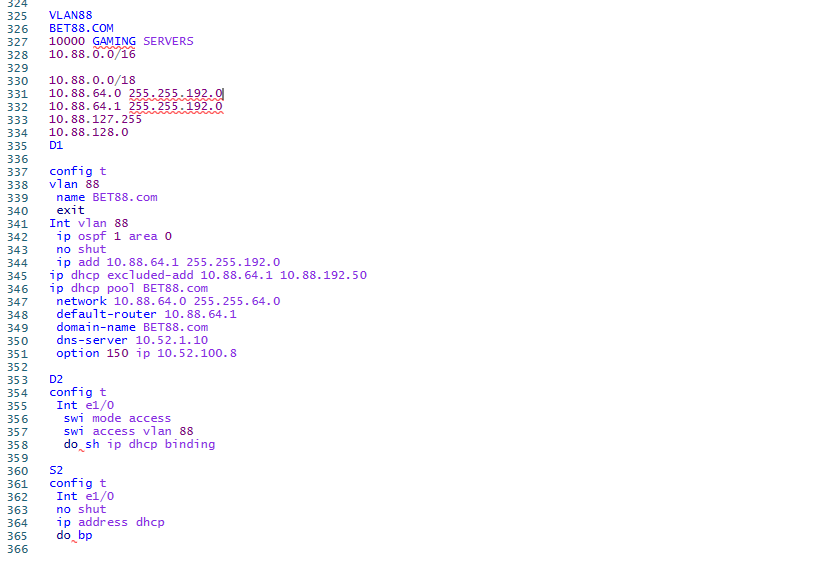 324
325 VLAN88
326 BET88.COM
327 10000 GAMING SERVERS
328 10.88.0.0/16
329
330 10.88.0.0/18
331 10.88.64.0 255.255.192.0
332 10.88.64.1 255.255.192.0
333 10.88.127.255
334 10.88.128.0
335 D1
336
337 config t
338 vlan 88
339  name BET88.com
340  exit
341 Int vlan 88
342  ip ospf 1 area 0
343  no shut
344  ip add 10.88.64.1 255.255.192.0
345 ip dhcp excluded-add 10.88.64.1 10.88.192.50
346 ip dhcp pool BET88.com
347  network 10.88.64.0 255.255.64.0
348  default-router 10.88.64.1
349  domain-name BET88.com
350  dns-server 10.52.1.10
351  option 150 ip 10.52.100.8
352
353 D2
354 config t
355  Int e1/0
356   swi mode access
357   swi access vlan 88
358   do sh ip dhcp binding
359
360 S2
361 config t
362  Int e1/0
363  no shut
364  ip address dhcp
365  do bp
366